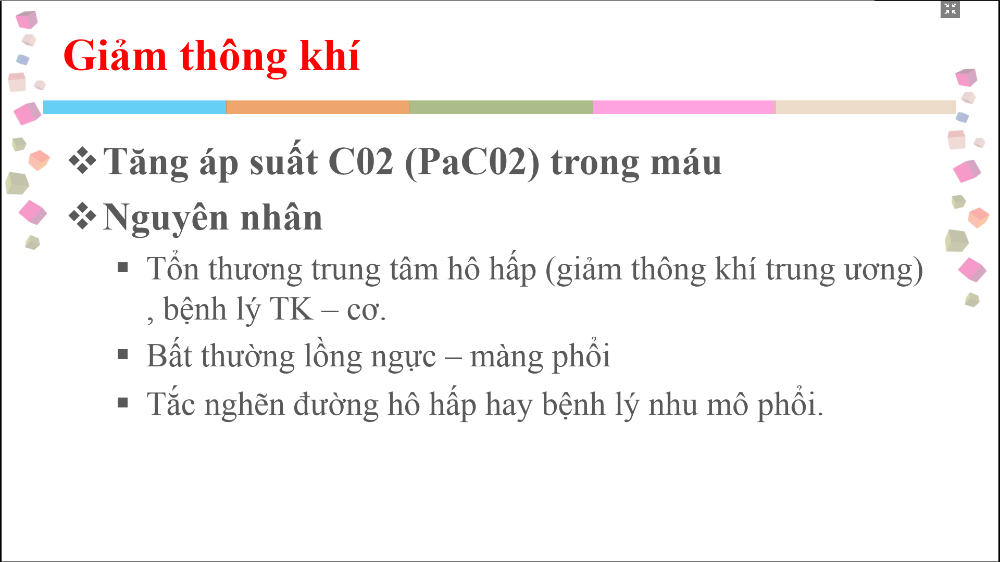 Giảm thông khí
❖Tăng áp suất C02 (PaC02) trong máu
❖Nguyên nhân
▪ Tổn thương trung tâm hô hấp (giảm thông khí trung ương)
, bệnh lý TK – cơ.
▪ Bất thường lồng ngực – màng phổi
▪ Tắc nghẽn đường hô hấp hay bệnh lý nhu mô phổi.